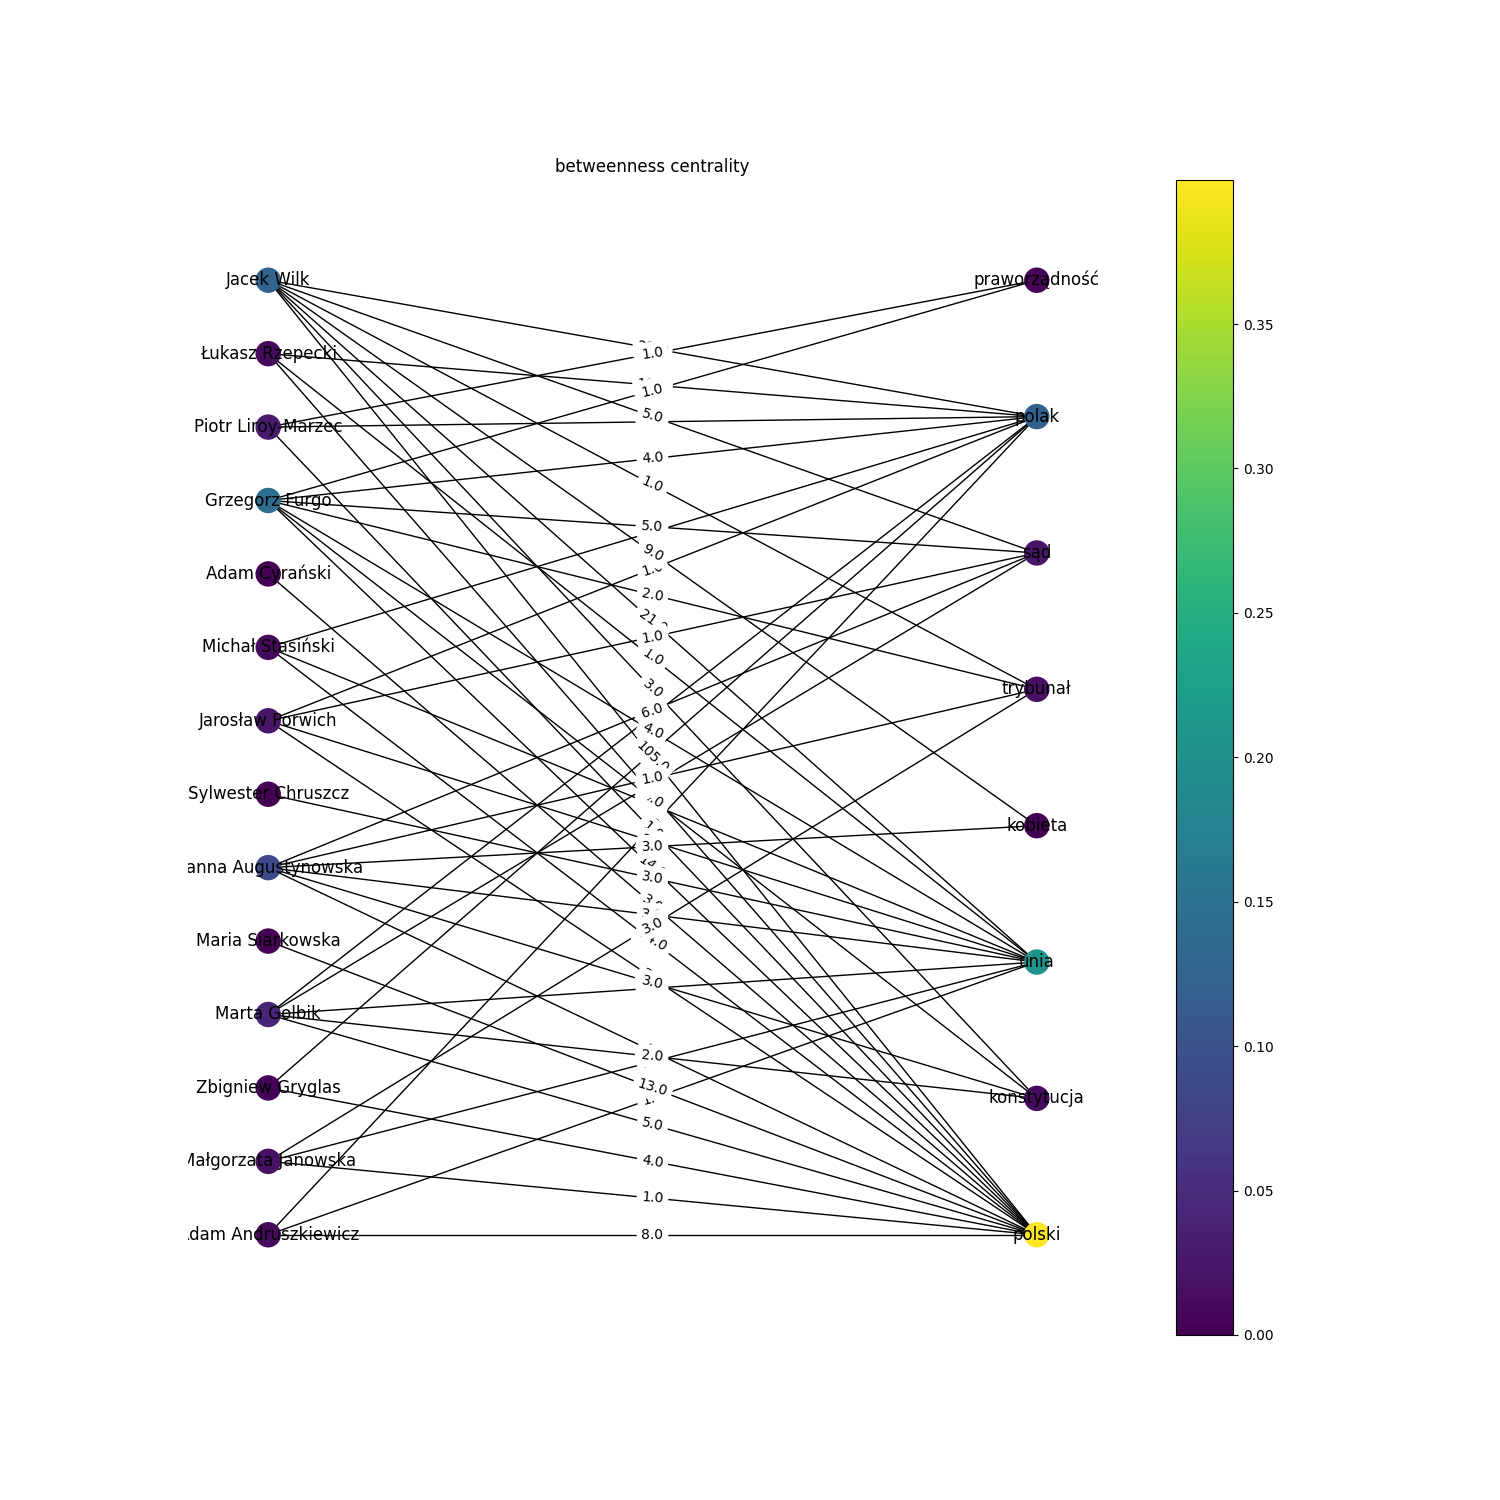 betweenness centrality
Jacek Wilk
Łukasz Rzepecki
Piotr Liroy-Marzec
Grzegorz Furgo
Adam Cyrański
Michał Stasiński
Jarosław Porwich
Sylwester Chruszcz
anna Augustynowska
Maria Siarkowska
Marta Golbik
Zbigniew Gryglas
Małgorzata Janowska
dam Andruszkiewicz
1.0
1.0
5.0
4.0
1.0
5.0
9.0
2.0
1.0
1.0
3.0
6.0
4.0
105.0
1.0
3.0
3.0
3.0
3.0
2.0
13.0
5.0
4.0
1.0
8.0
praworządność
polak
sąd
trybunał
kobieta
unia
konstytucja
polski
0.35
0.30
0.25
0.20
0.15
0.10
0.05
0.00